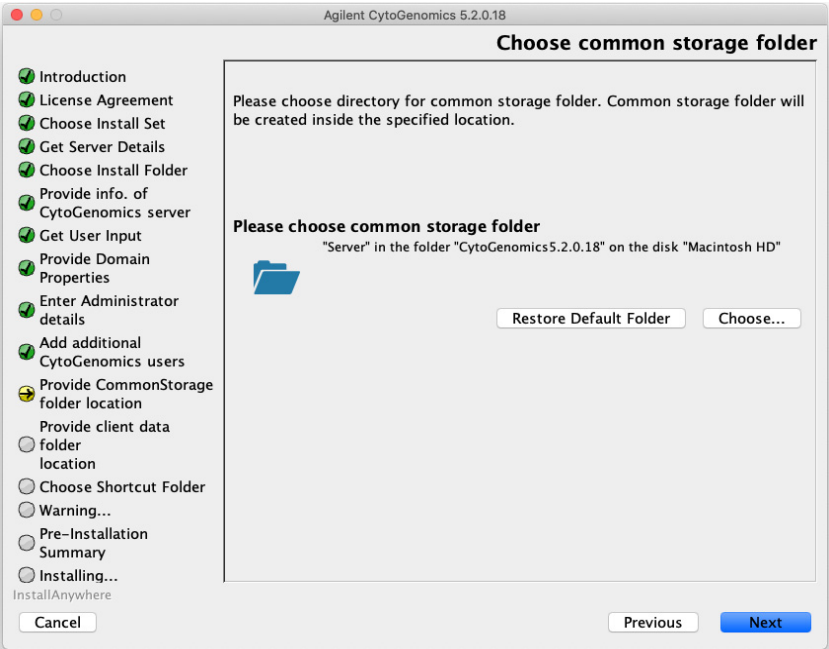 Agilent CytoGenomics 5.2.0.18
Choose common storage folder
Introduction
License Agreement
Choose Install Set
Get Server Details
Choose Install Folder
Provide info. of
CytoGenomics server
Get User Input
Provide Domain
Properties
Enter Administrator
details
Add additional
CytoGenomics users
Provide CommonStorage
folder location
Provide client data
folder
location
Choose Shortcut Folder
Warning...
Pre-Installation
Summary
Installing...
Please choose directory for common storage folder. Common storage folder will
be created inside the specified location.
Please choose common storage folder
"Server" in the folder "CytoGenomics5.2.0.18" on the disk "Macintosh HD"
Restore Default Folder
Choose...
InstallAnywhere
Cancel
Previous
Next